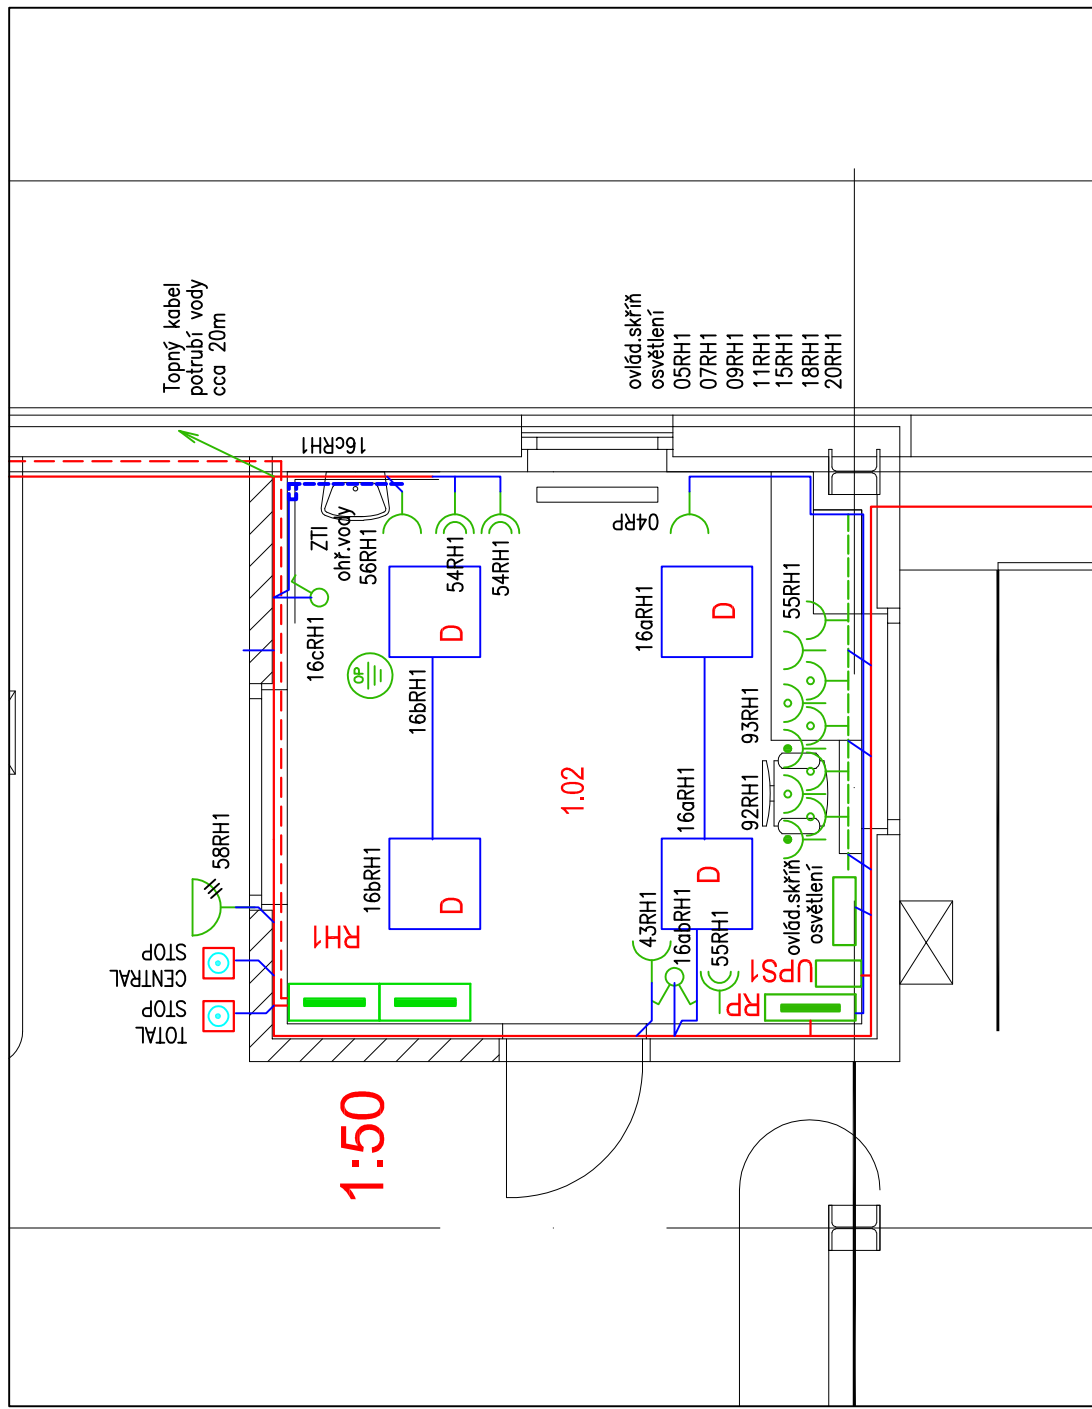 Topný kabel
potrubí vody
cca 20m
ovlád.skříň
osvětlení
05RH1
07RH1
09RH1
11RH1
15RH1
18RH1
20RH1
16cRH1
ZTI
ohř.vody
56RH1
54RH1
54RH1
04RP
16cRH1
OP
16bRH1
D
16aRH1
D
55RH1
93RH1
92RH1
1.02
16aRH1
16bRH1
D
D
58RH1
RH1
43RH1
16abRH1
55RH1
ovlád.skříň
osvětlení
UPS1
RP
CENTRAL
STOP
TOTAL
STOP
1:50